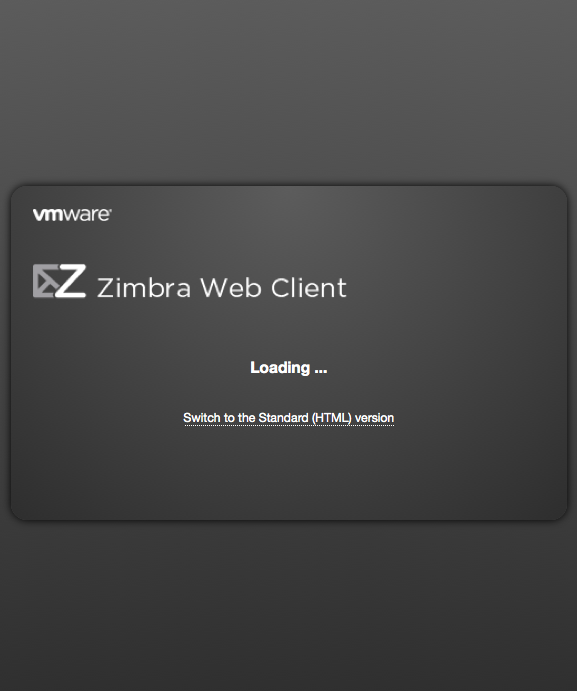 vmware
Zimbra Web Client
Loading ...
Switch to the Standard (HTML) version